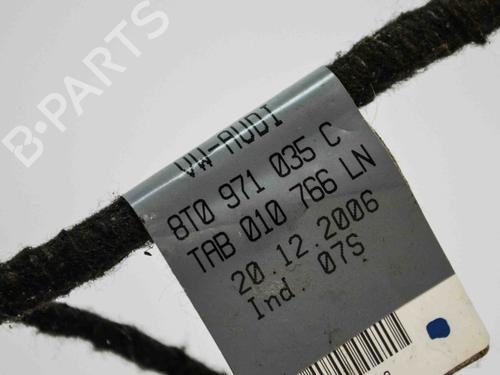 B-PARTS
VW-AUDI
8T0 971 035 C
TAB 010 766 LN
20.12.2006
Ind. 07S